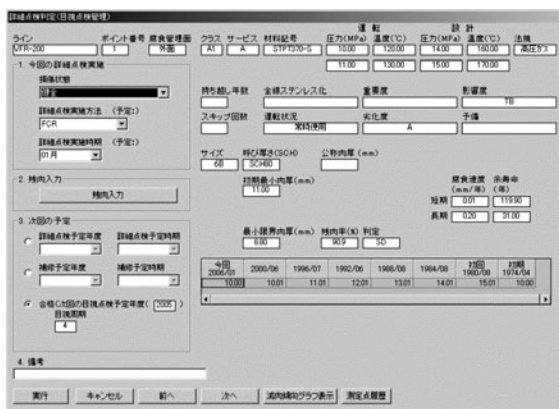 詳細点検判定(目視点検管理)
運転 設計
ライン ポイント番号 腐食管理面 クラス サービス 材料記号 圧力(MPa) 温度(℃) 圧力(MPa) 温度(℃) 法規
VFR-200 1 外面 A1 A STPT370-S 10.00 120.00 14.00 160.00 高圧ガス
11.00 130.00 15.00 170.00
1. 今回の詳細点検実施
損傷状態
詳細点検実施方法 (予定:)
FCR
詳細点検実施時期 (予定:)
01月
持ち越し年数 全線ステンレス化 重要度 影響度
TB
スキップ回数 運転状況 劣化度 予備
常時使用 A
サイズ 呼び厚さ(SCH) 公称肉厚(mm)
6B SCH80
初期最小肉厚(mm)
11.00
腐食速度 余寿命
(mm/年) (年)
短期 0.01 119.90
長期 0.20 31.00
2. 残肉入力
残肉入力
3. 次回の予定
詳細点検予定年度 詳細点検予定時期
補修予定年度 補修予定時期
合格C次回の目視点検予定年度( 2005 )
目視周期
4
最小限界肉厚(mm) 残肉率(%) 判定
8.80 90.9 SD
今回 初回 初期
2006/01 2000/06 1996/07 1992/06 1988/08 1984/08 1980/08 1974/04
10.00 10.01 11.01 12.01 13.01 14.01 15.01 10.00
4. 備考
実行 キャンセル 前へ 次へ 減肉傾向グラフ表示 測定点履歴